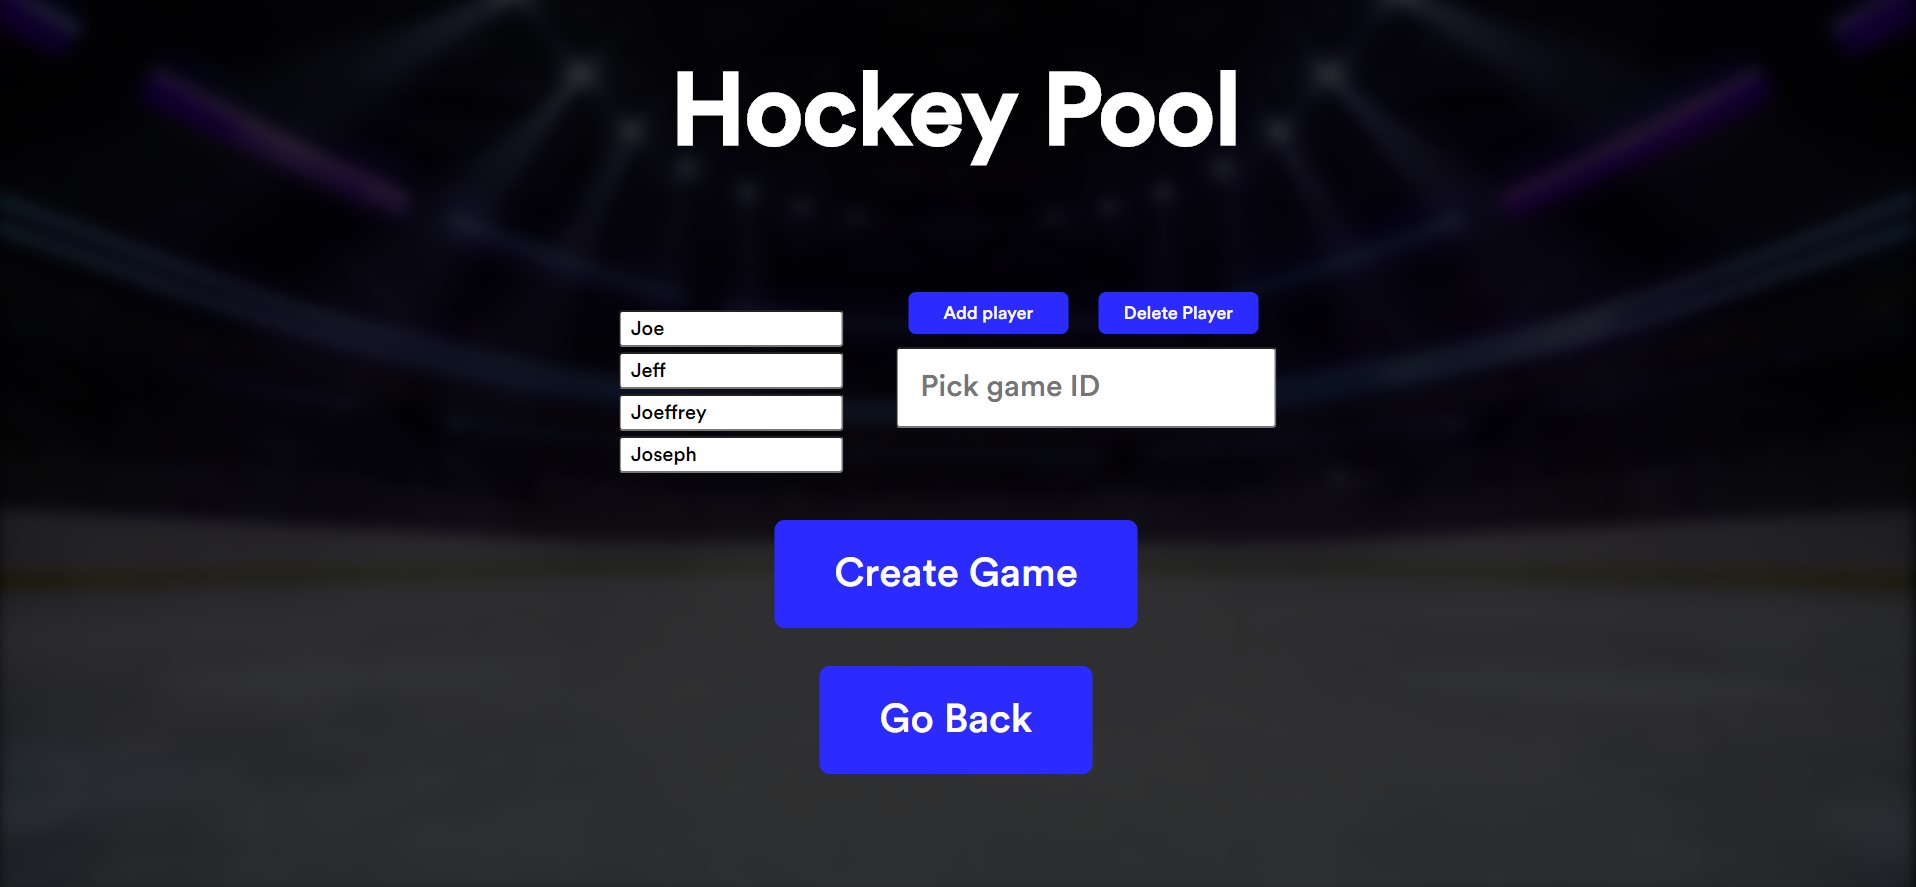 Hockey Pool
Joe
Jeff
Joeffrey
Joseph
Add player
Delete Player
Pick game ID
Create Game
Go Back